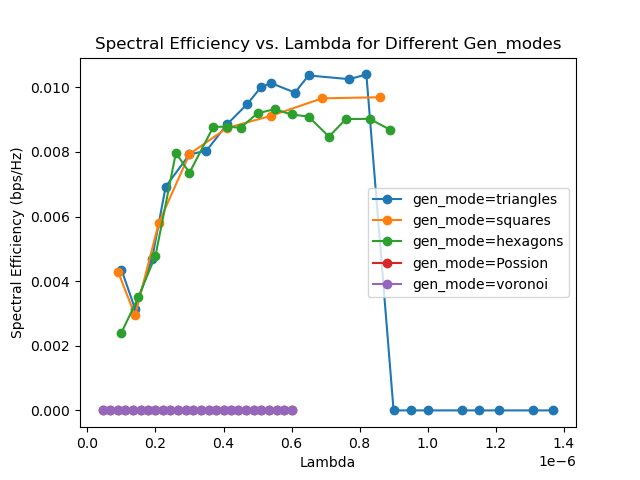 Spectral Efficiency vs. Lambda for Different Gen_modes
Spectral Efficiency (bps/Hz)
0.010
0.008
0.006
0.004
0.002
0.000
gen_mode=triangles
gen_mode=squares
gen_mode=hexagons
gen_mode=Possion
gen_mode=voronoi
0.0 0.2 0.4 0.6 0.8 1.0 1.2 1.4
1e−6
Lambda